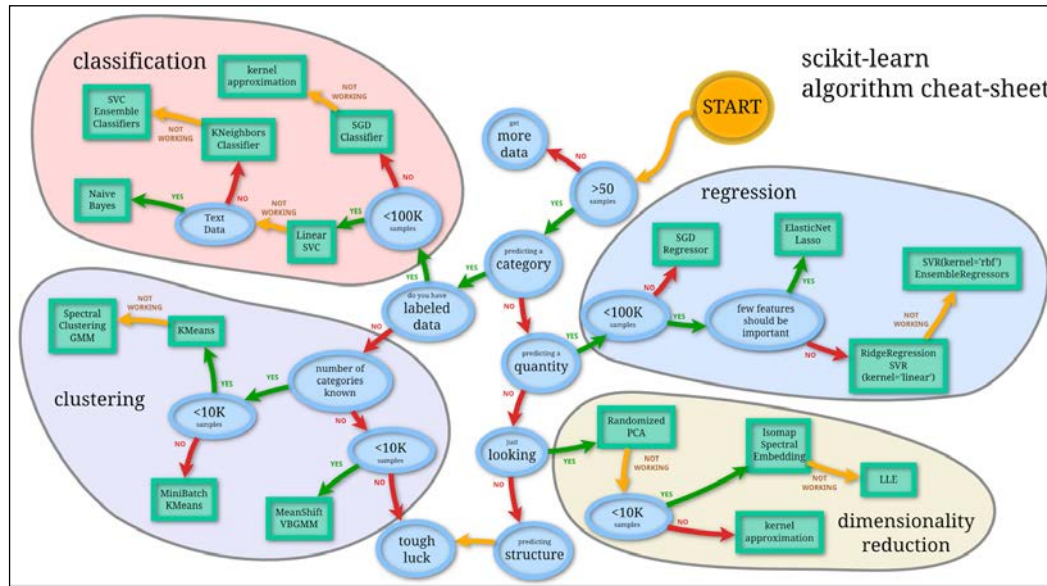 scikit-learn
algorithm cheat-sheet
START
classification
kernel
approximation
NOT
WORKING
SVC
Ensemble
Classifiers
NOT
WORKING
KNeighbors
Classifier
SGD
Classifier
NO
NO
Naive
Bayes
YES
Text
Data
NOT
WORKING
Linear
SVC
YES
<100K
samples
YES
get
more
data
NO
>50
samples
YES
predicting a
category
YES
do you have
labeled
data
NO
NO
predicting a
quantity
YES
NO
just
looking
YES
NO
predicting
structure
tough
luck
regression
SGD
Regressor
NO
<100K
samples
YES
ElasticNet
Lasso
YES
few features
should be
important
NO
SVR(kernel='rbf')
EnsembleRegressors
NOT
WORKING
RidgeRegression
SVR
(kernel='linear')
clustering
Spectral
Clustering
GMM
NOT
WORKING
KMeans
YES
<10K
samples
YES
number of
categories
known
NO
NO
MiniBatch
KMeans
<10K
samples
YES
NO
MeanShift
VBGMM
dimensionality
reduction
Randomized
PCA
NOT
WORKING
<10K
samples
YES
Isomap
Spectral
Embedding
NOT
WORKING
LLE
NO
kernel
approximation